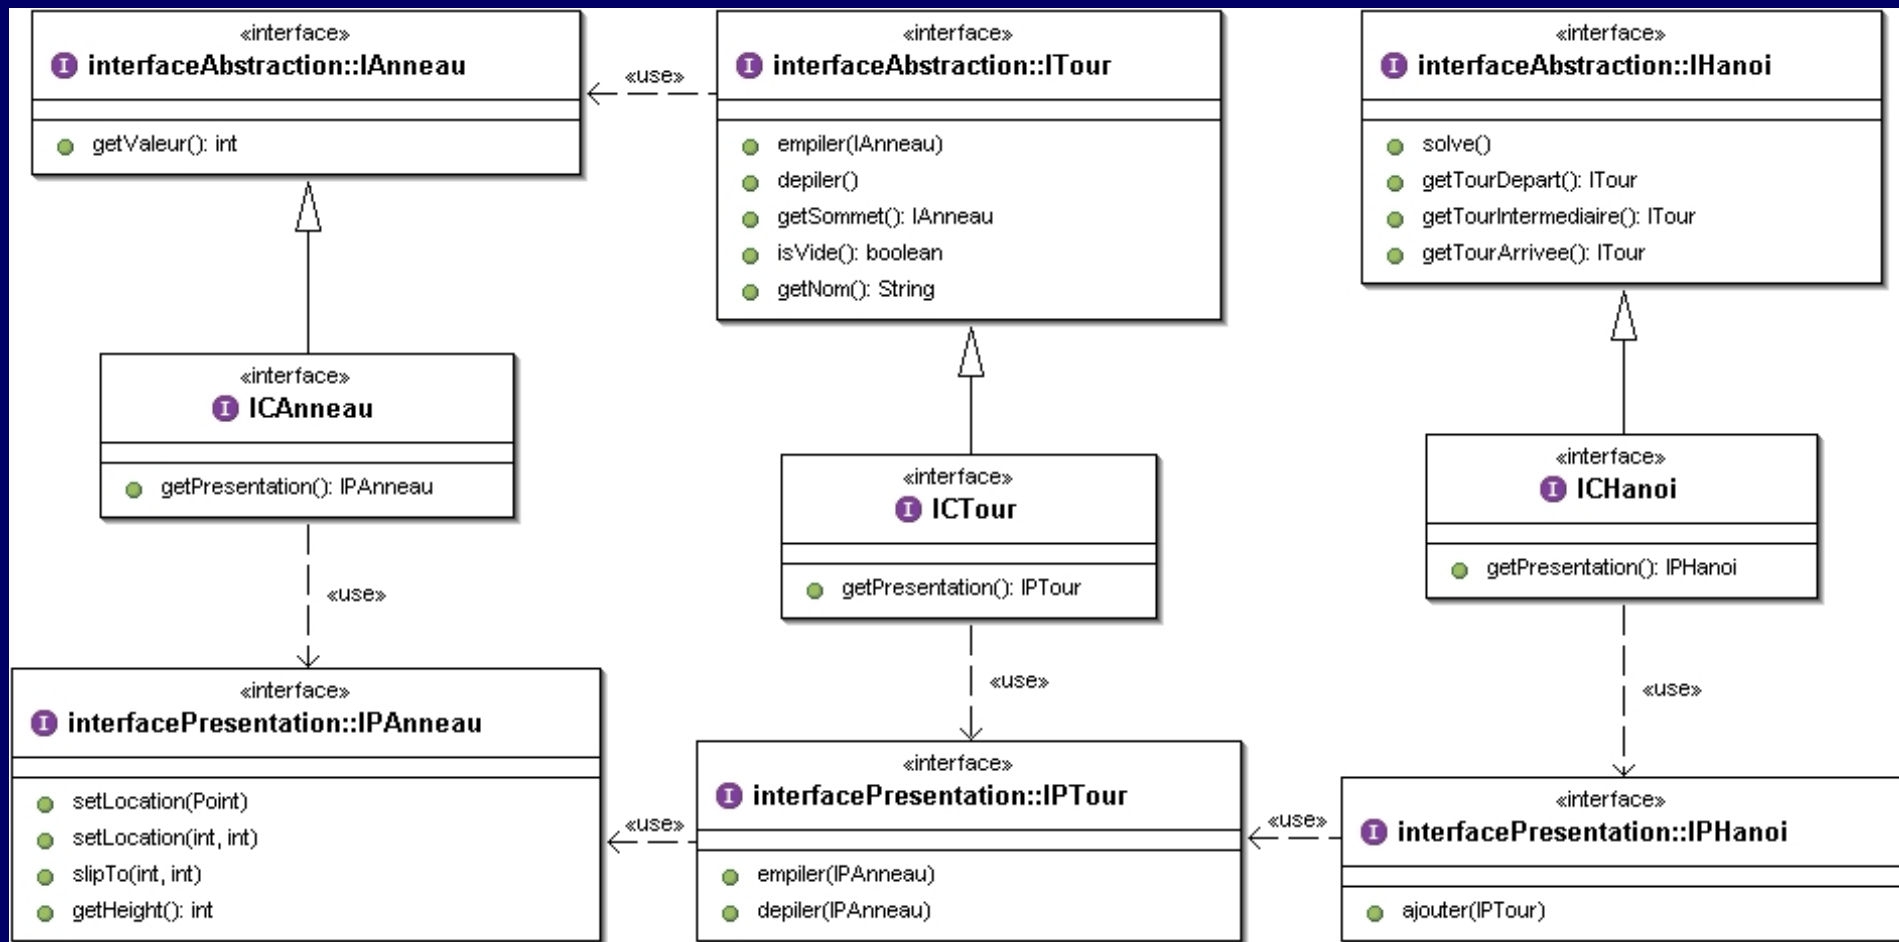 «interface»
I interfaceAbstraction::IAnneau
getValeur(): int
«use»
«interface»
I interfaceAbstraction::ITour
empiler(IAnneau)
depiler()
getSommet(): IAnneau
isVide(): boolean
getNom(): String
«interface»
I interfaceAbstraction::IHanoi
solve()
getTourDepart(): ITour
getTourIntermediaire(): ITour
getTourArrivee(): ITour
«interface»
I ICAnneau
getPresentation(): IPAnneau
«use»
«interface»
I ICTour
getPresentation(): IPTour
«use»
«interface»
I ICHanoi
getPresentation(): IPHanoi
«use»
«interface»
I interfacePresentation::IPAnneau
setLocation(Point)
setLocation(int, int)
slipTo(int, int)
getHeight(): int
«use»
«interface»
I interfacePresentation::IPTour
empiler(IPAnneau)
depiler(IPAnneau)
«use»
«interface»
I interfacePresentation::IPHanoi
ajouter(IPTour)